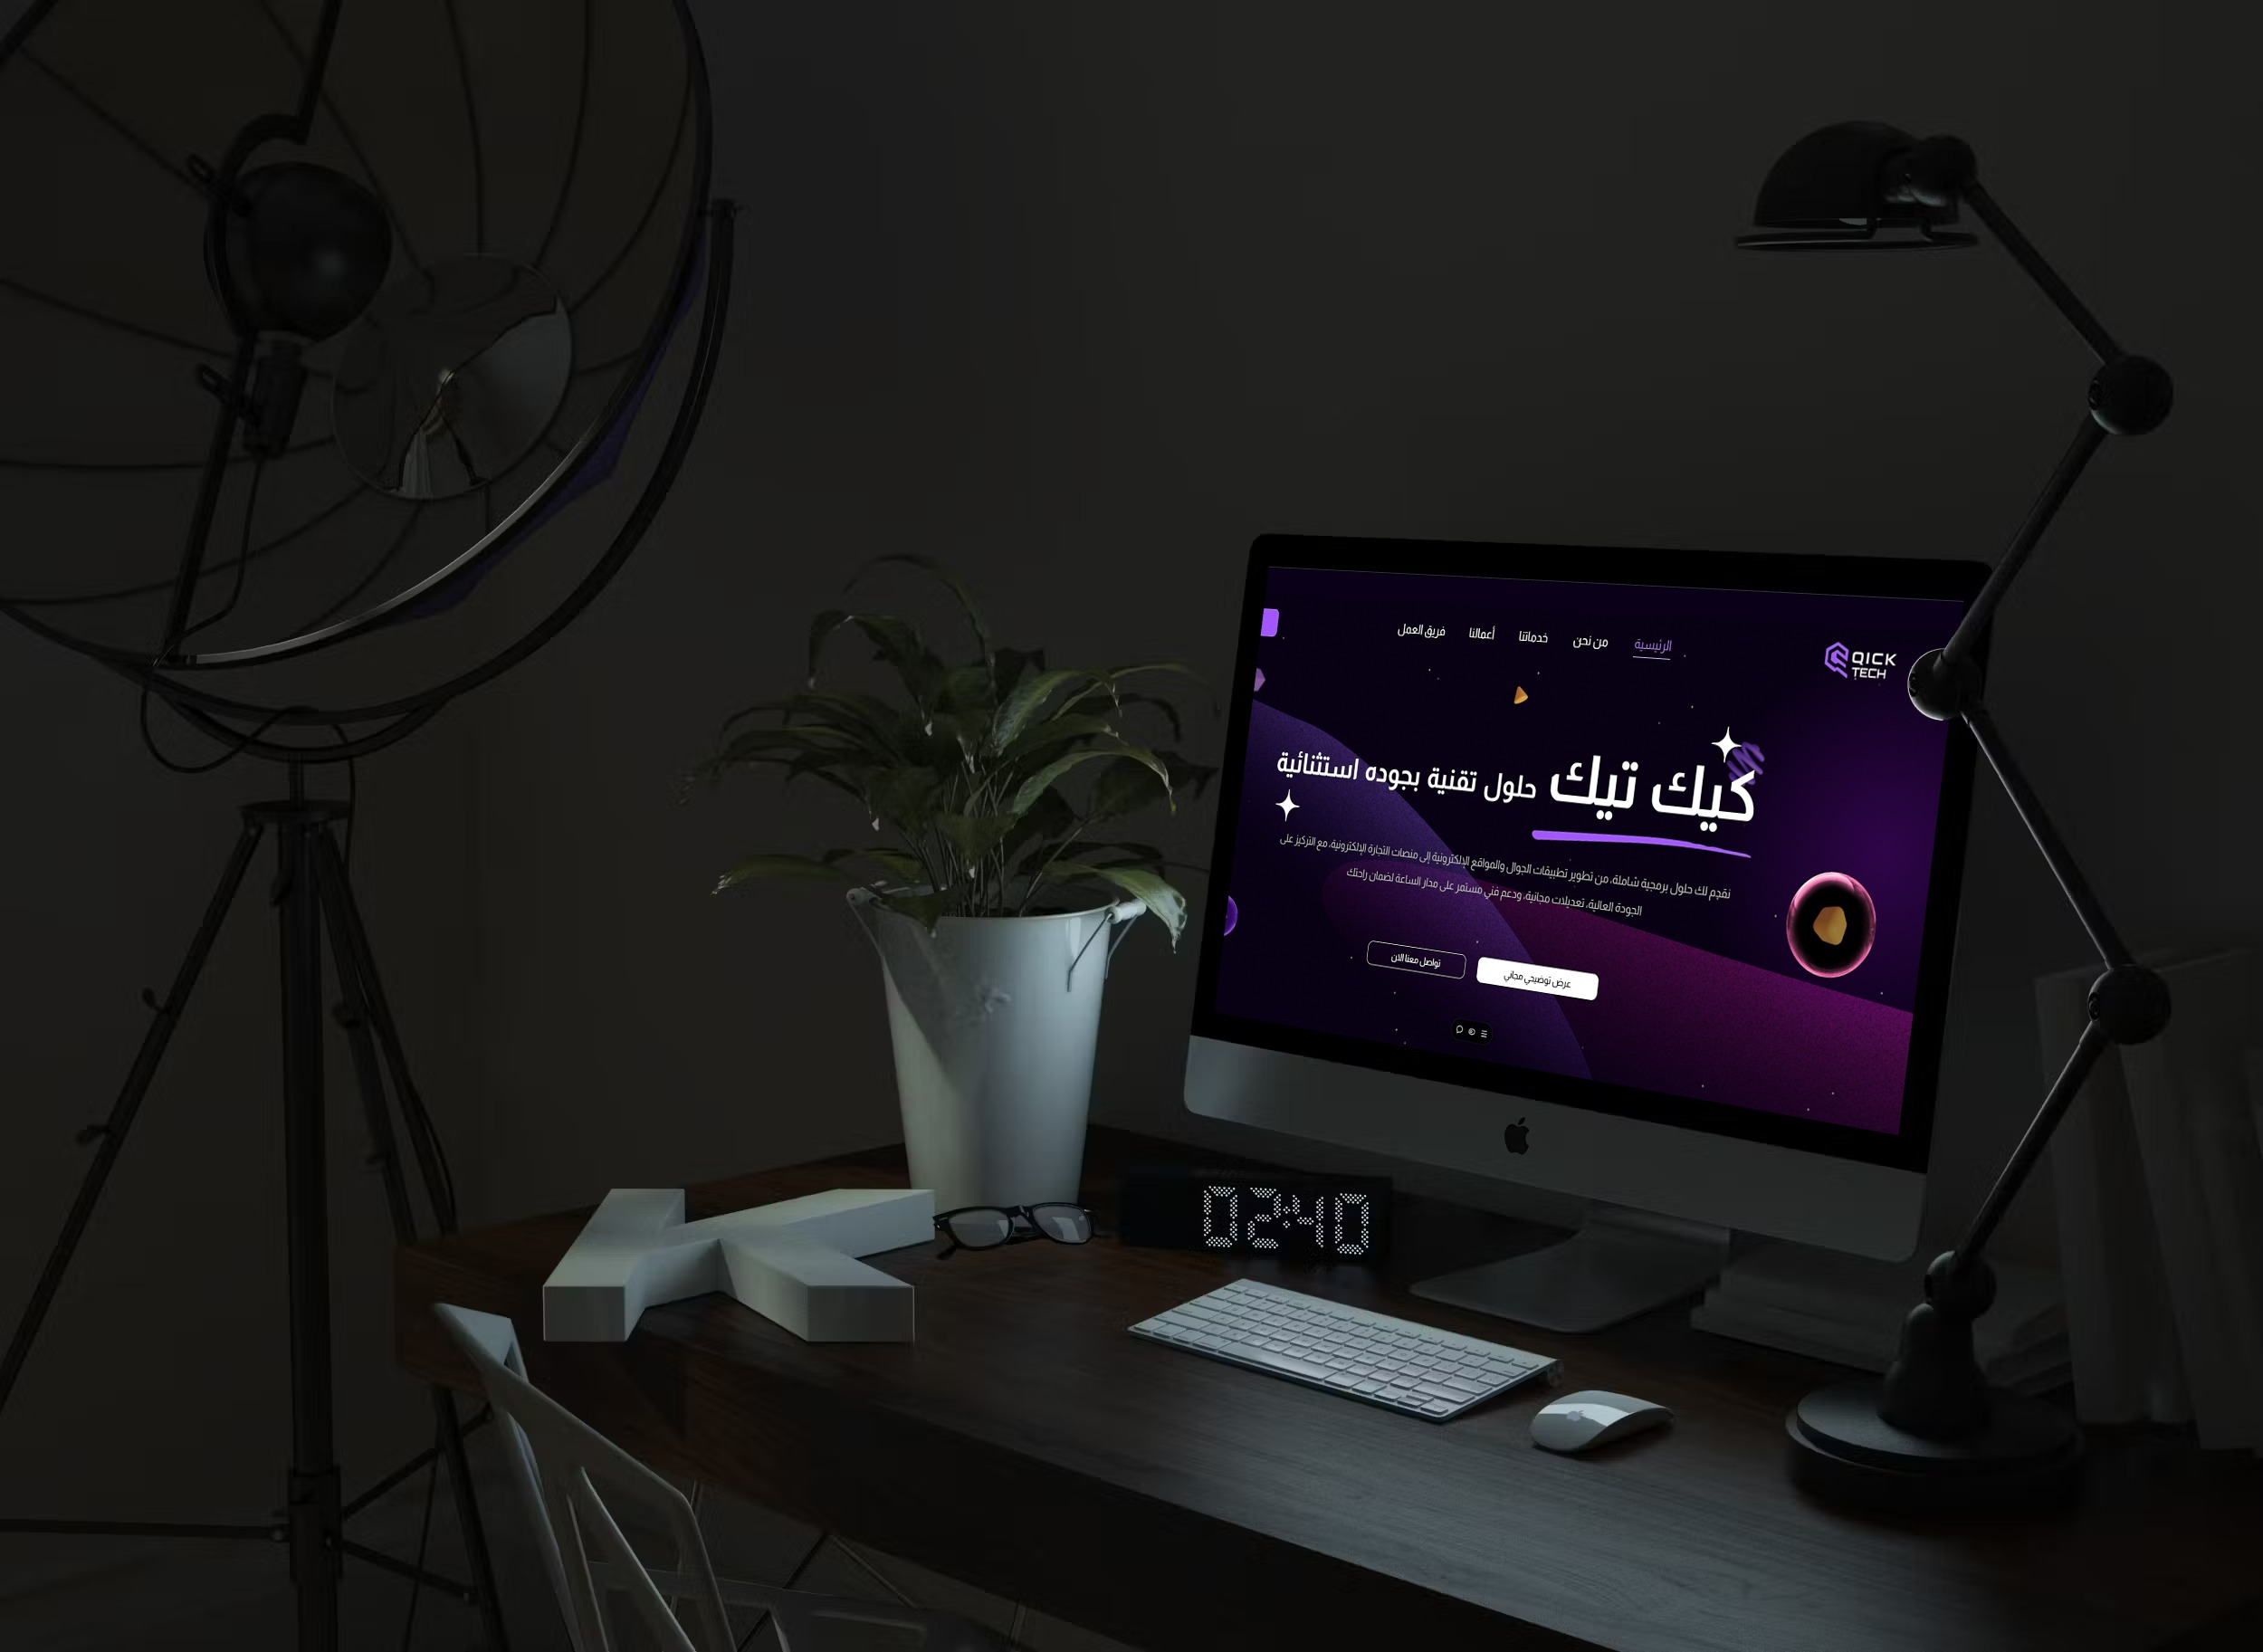 QICK
TECH
الرئيسية
من نحن
خدماتنا
أعمالنا
فريق العمل
كيك تيك حلول تقنية بجوده استثنائية
نقدم لك حلول برمجية شاملة، من تطوير تطبيقات الجوال والمواقع الإلكترونية إلى منصات التجارة الإلكترونية، مع التركيز على
الجودة العالية، تعديلات مجانية، ودعم فني مستمر على مدار الساعة لضمان راحتك
عرض توضيحي مجاني
تواصل معنا الان
02:40
K